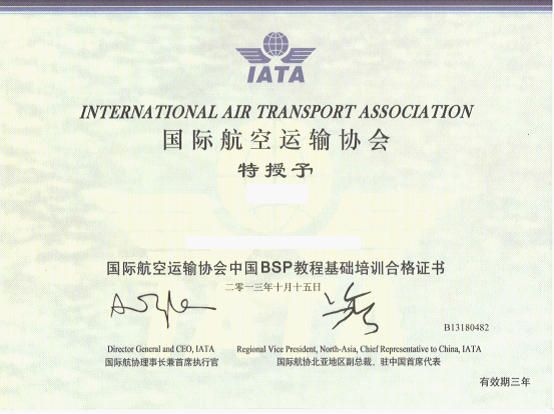 IATA
INTERNATIONAL AIR TRANSPORT ASSOCIATION
国际航空运输协会
特授予
国际航空运输协会中国BSP教程基础培训合格证书
二零一三年十月十五日
B13180482
Director General and CEO, IATA
国际航协理事长兼首席执行官
Regional Vice President, North-Asia, Chief Representative to China, IATA
国际航协北亚地区副总裁、驻中国首席代表
有效期三年
IATA